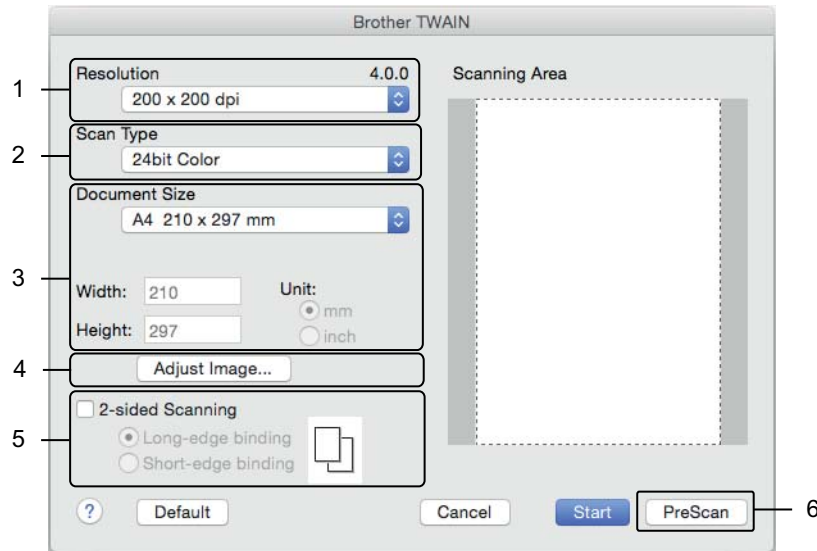 Brother TWAIN
1
Resolution 4.0.0
200 x 200 dpi
2
Scan Type
24bit Color
3
Document Size
A4 210 x 297 mm
Width: 210
Height: 297
Unit:
mm
inch
4
Adjust Image...
5
2-sided Scanning
Long-edge binding
Short-edge binding
Scanning Area
?
Default
Cancel
Start
PreScan
6